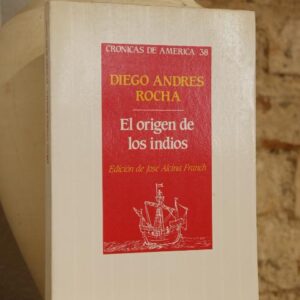 CRONICAS DE AMERICA 38
DIEGO ANDRES
ROCHA
El origen de
los indios
Edición de José Alcina Franch